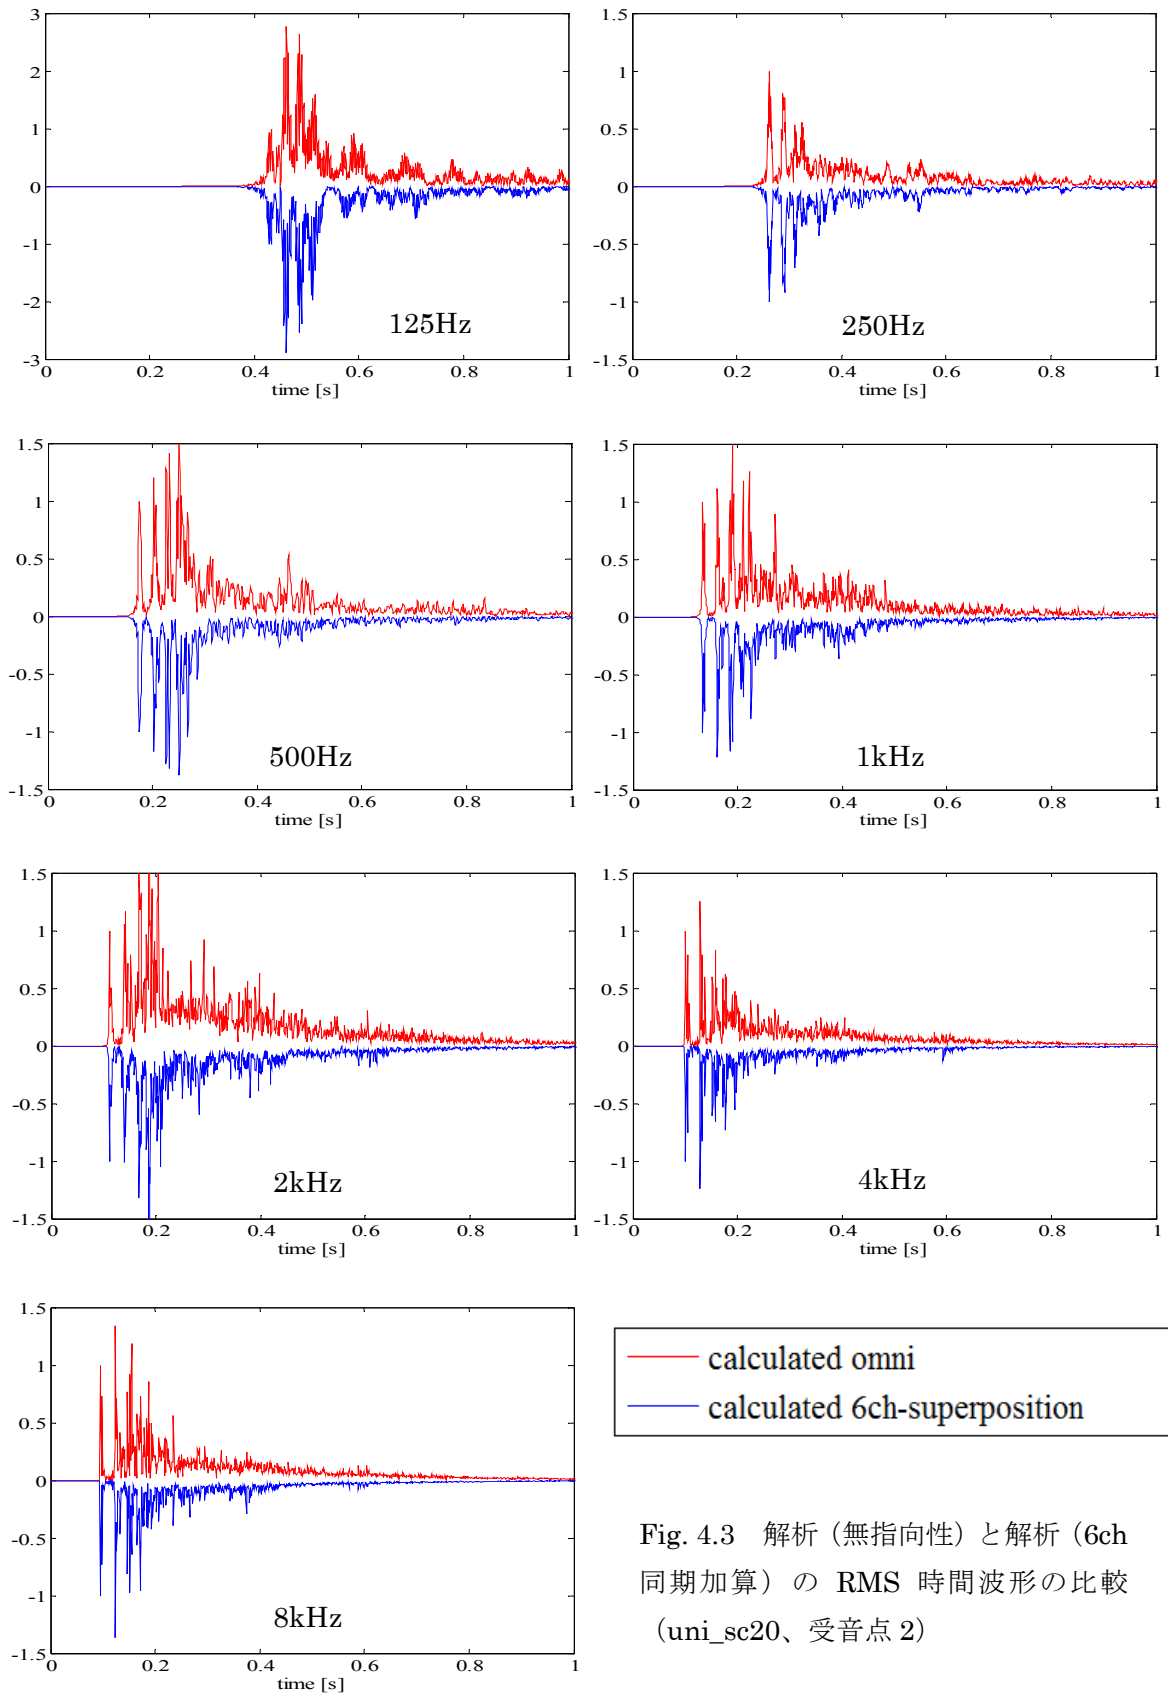 3
2
1
0
-1
-2
-3
0 0.2 0.4 0.6 0.8 1
time [s]
125Hz
1.5
1
0.5
0
-0.5
-1
-1.5
0 0.2 0.4 0.6 0.8 1
time [s]
250Hz
1.5
1
0.5
0
-0.5
-1
-1.5
0 0.2 0.4 0.6 0.8 1
time [s]
500Hz
1.5
1
0.5
0
-0.5
-1
-1.5
0 0.2 0.4 0.6 0.8 1
time [s]
1kHz
1.5
1
0.5
0
-0.5
-1
-1.5
0 0.2 0.4 0.6 0.8 1
time [s]
2kHz
1.5
1
0.5
0
-0.5
-1
-1.5
0 0.2 0.4 0.6 0.8 1
time [s]
4kHz
1.5
1
0.5
0
-0.5
-1
-1.5
0 0.2 0.4 0.6 0.8 1
time [s]
8kHz
calculated omni
calculated 6ch-superposition
Fig. 4.3 解析（無指向性）と解析（6ch
同期加算）の RMS 時間波形の比較
（uni_sc20、受音点 2）